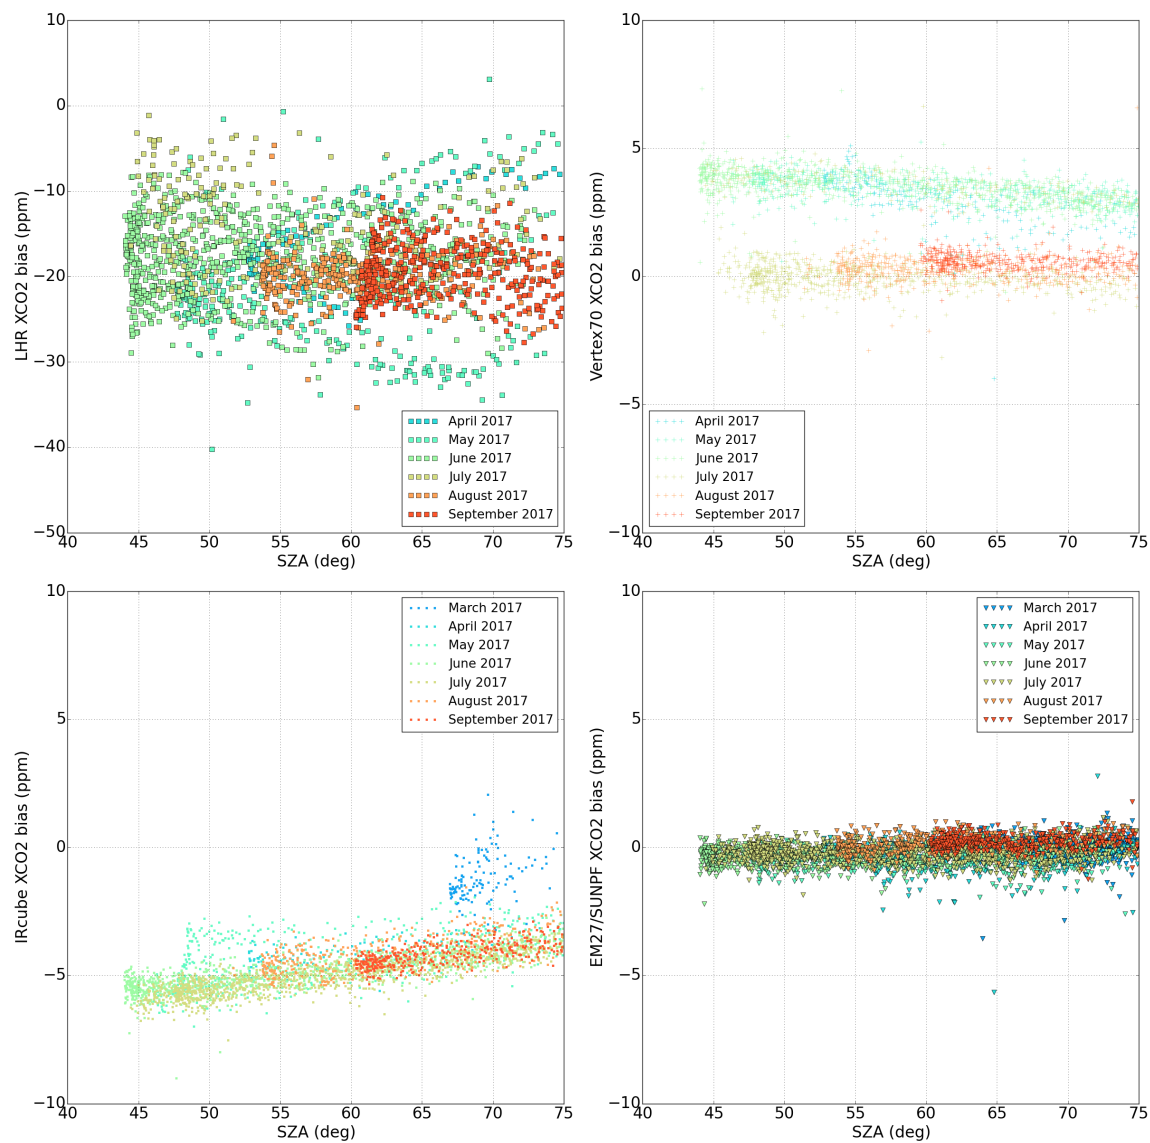 10
0
−10
−20
−30
−40
−50
LHR XCO2 bias (ppm)
April 2017
May 2017
June 2017
July 2017
August 2017
September 2017
40 45 50 55 60 65 70 75
SZA (deg)
10
5
0
−5
−10
Vertex70 XCO2 bias (ppm)
April 2017
May 2017
June 2017
July 2017
August 2017
September 2017
40 45 50 55 60 65 70 75
SZA (deg)
10
5
0
−5
−10
IRcube XCO2 bias (ppm)
March 2017
April 2017
May 2017
June 2017
July 2017
August 2017
September 2017
40 45 50 55 60 65 70 75
SZA (deg)
10
5
0
−5
−10
EM27/SUNPF XCO2 bias (ppm)
March 2017
April 2017
May 2017
June 2017
July 2017
August 2017
September 2017
40 45 50 55 60 65 70 75
SZA (deg)